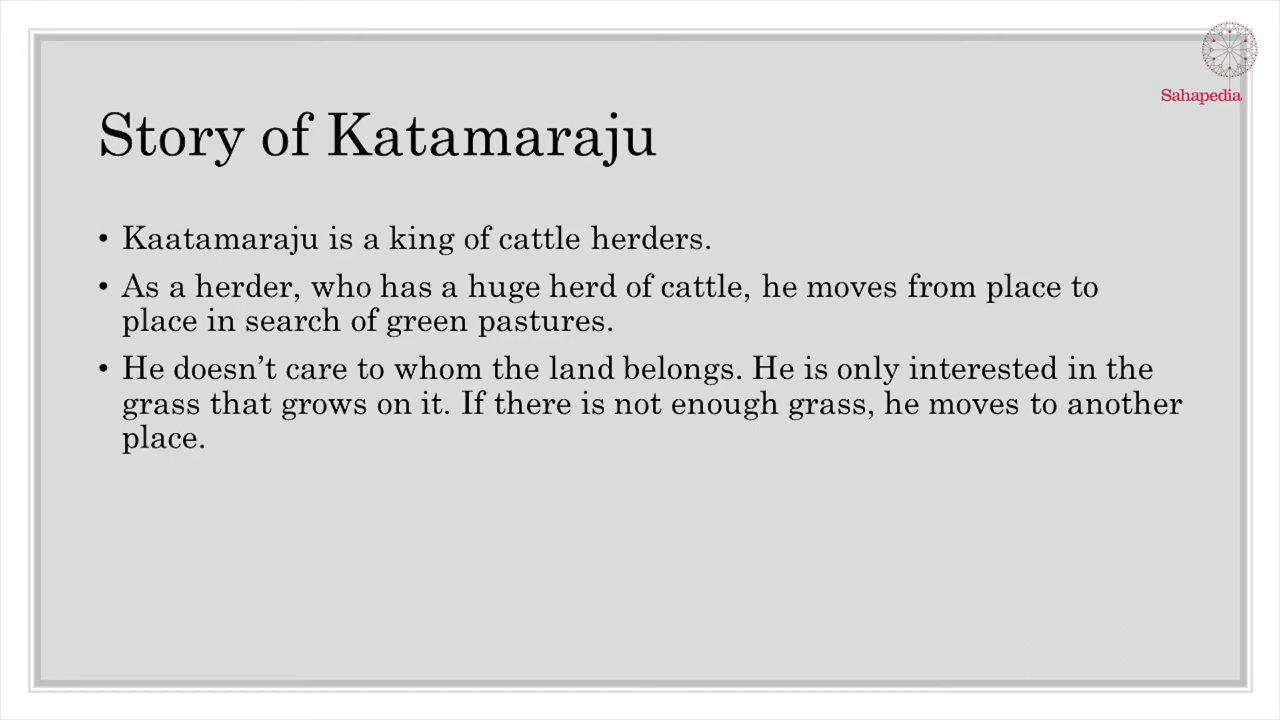 Sahapedia
Story of Katamaraju
• Kaatamaraju is a king of cattle herders.
• As a herder, who has a huge herd of cattle, he moves from place to
place in search of green pastures.
• He doesn’t care to whom the land belongs. He is only interested in the
grass that grows on it. If there is not enough grass, he moves to another
place.